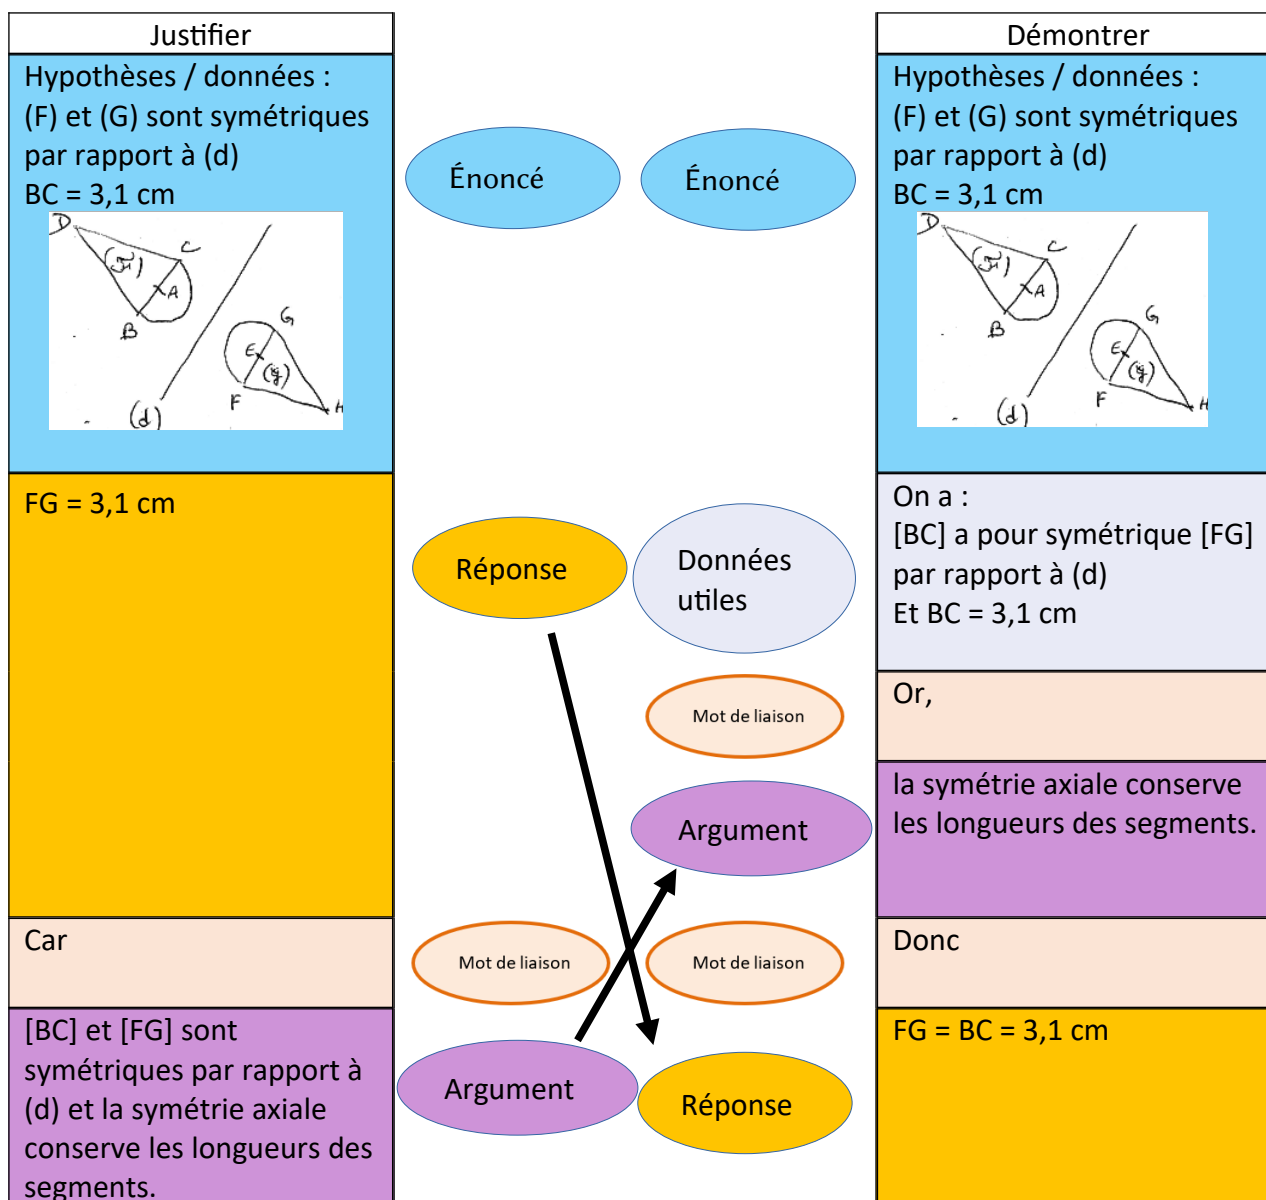 Justifier
Hypothèses / données :
(F) et (G) sont symétriques
par rapport à (d)
BC = 3,1 cm
D
C
(F)
A
B
G
E
(G)
F
H
(d)
FG = 3,1 cm
Car
[BC] et [FG] sont
symétriques par rapport à
(d) et la symétrie axiale
conserve les longueurs des
segments.
Énoncé
Énoncé
Réponse
Données
utiles
Mot de liaison
Argument
Mot de liaison
Mot de liaison
Argument
Réponse
Démontrer
Hypothèses / données :
(F) et (G) sont symétriques
par rapport à (d)
BC = 3,1 cm
D
C
(F)
A
B
G
E
(G)
F
H
(d)
On a :
[BC] a pour symétrique [FG]
par rapport à (d)
Et BC = 3,1 cm
Or,
la symétrie axiale conserve
les longueurs des segments.
Donc
FG = BC = 3,1 cm